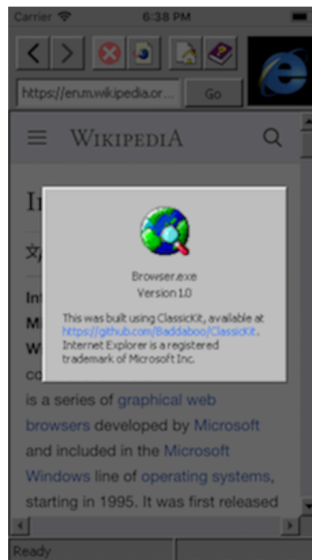 Carrier 6:38 PM
https://en.m.wikipedia.or...
Go
WIKIPEDIA
In
Browser.exe
Version 1.0
This was built using ClassicKit, available at
https://github.com/Baddaboo/ClassicKit.
Internet Explorer is a registered
trademark of Microsoft Inc.
In
M
W
co
is a series of graphical web
browsers developed by Microsoft
and included in the Microsoft
Windows line of operating systems,
starting in 1995. It was first released
Ready